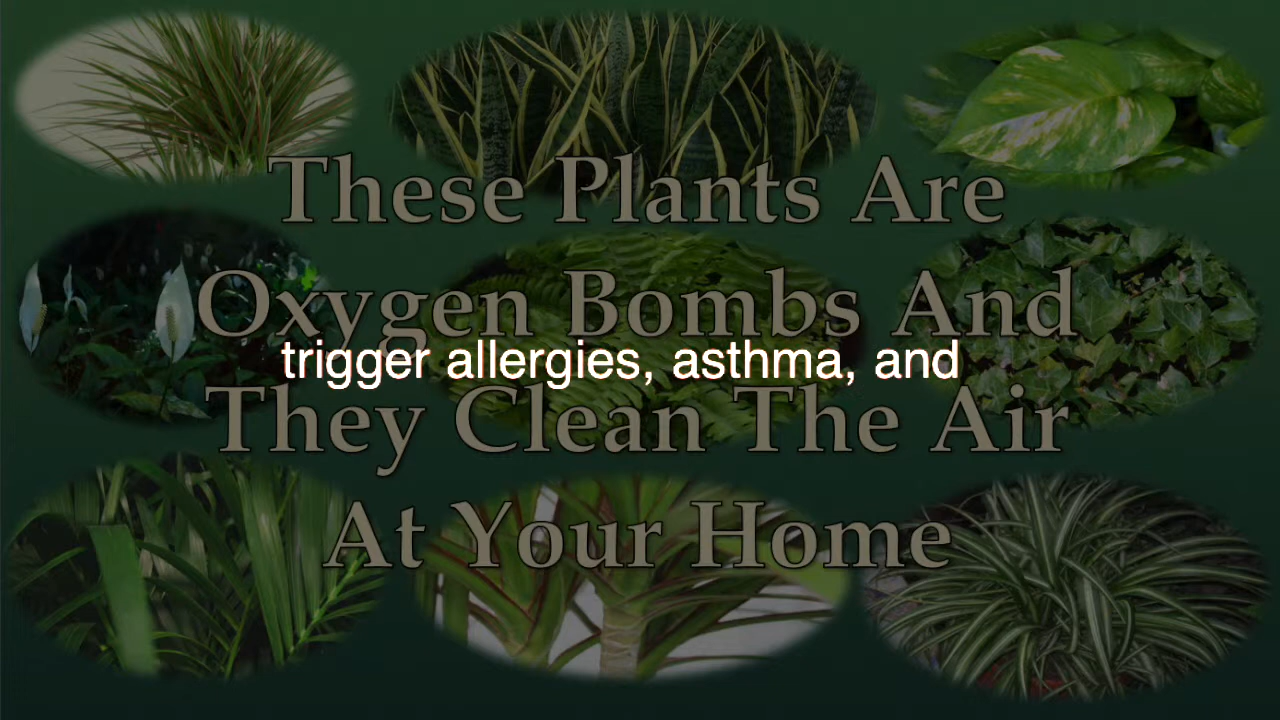 These Plants Are
Oxygen Bombs And
trigger allergies, asthma, and
They Clean The Air
At Your Home